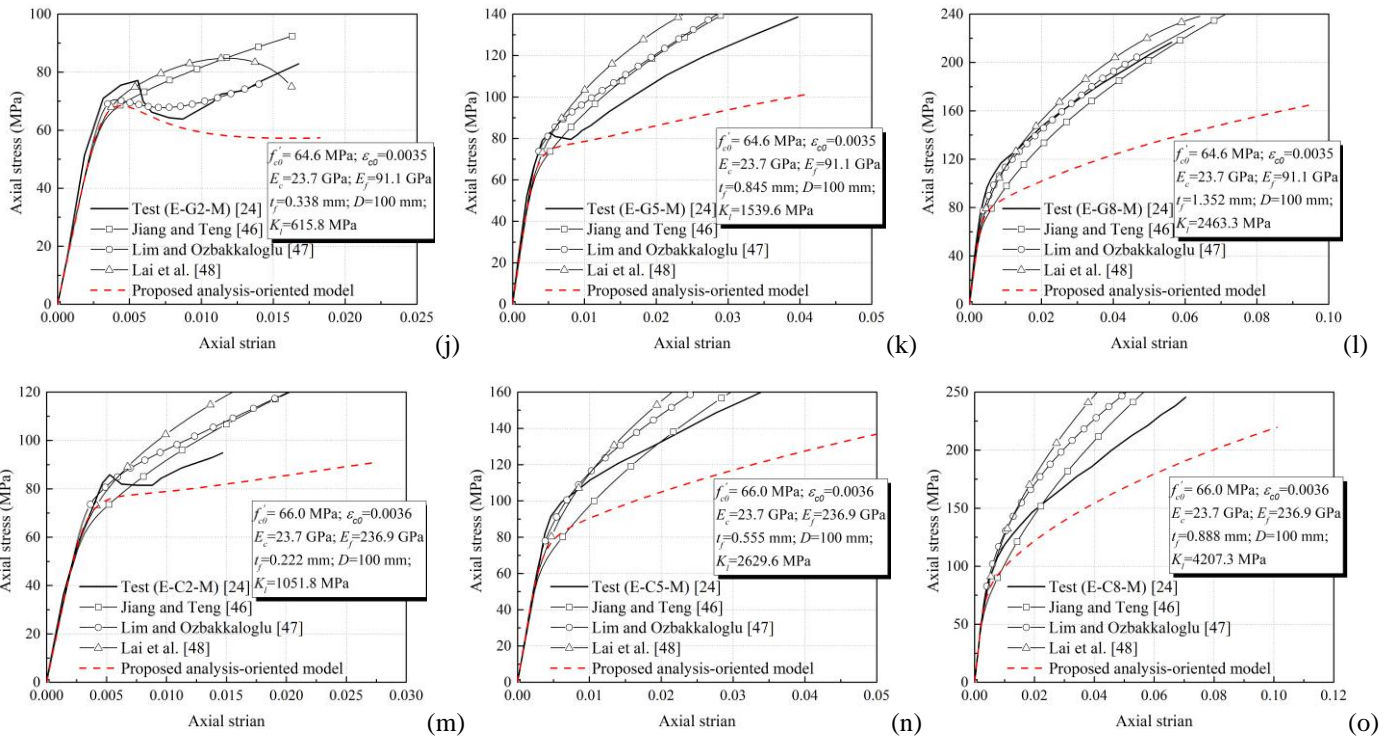 Axial stress (MPa)
100
80
60
40
20
0
f'c0= 64.6 MPa; εc0=0.0035
Ec=23.7 GPa; Ef=91.1 GPa
tf=0.338 mm; D=100 mm;
Kl=615.8 MPa
Test (E-G2-M) [24]
Jiang and Teng [46]
Lim and Ozbakkaloglu [47]
Lai et al. [48]
Proposed analysis-oriented model
0.000 0.005 0.010 0.015 0.020 0.025
Axial strian
(j)
Axial stress (MPa)
140
120
100
80
60
40
20
0
f'c0= 64.6 MPa; εc0=0.0035
Ec=23.7 GPa; Ef=91.1 GPa
tf=0.845 mm; D=100 mm;
Kl=1539.6 MPa
Test (E-G5-M) [24]
Jiang and Teng [46]
Lim and Ozbakkaloglu [47]
Lai et al. [48]
Proposed analysis-oriented model
0.00 0.01 0.02 0.03 0.04 0.05
Axial strian
(k)
Axial stress (MPa)
240
200
160
120
80
40
0
f'c0= 64.6 MPa; εc0=0.0035
Ec=23.7 GPa; Ef=91.1 GPa
tf=1.352 mm; D=100 mm;
Kl=2463.3 MPa
Test (E-G8-M) [24]
Jiang and Teng [46]
Lim and Ozbakkaloglu [47]
Lai et al. [48]
Proposed analysis-oriented model
0.00 0.02 0.04 0.06 0.08 0.10
Axial strian
(l)
Axial stress (MPa)
120
100
80
60
40
20
0
f'c0= 66.0 MPa; εc0=0.0036
Ec=23.7 GPa; Ef=236.9 GPa
tf=0.222 mm; D=100 mm;
Kl=1051.8 MPa
Test (E-C2-M) [24]
Jiang and Teng [46]
Lim and Ozbakkaloglu [47]
Lai et al. [48]
Proposed analysis-oriented model
0.000 0.005 0.010 0.015 0.020 0.025 0.030
Axial strian
(m)
Axial stress (MPa)
160
140
120
100
80
60
40
20
0
f'c0= 66.0 MPa; εc0=0.0036
Ec=23.7 GPa; Ef=236.9 GPa
tf=0.555 mm; D=100 mm;
Kl=2629.6 MPa
Test (E-C5-M) [24]
Jiang and Teng [46]
Lim and Ozbakkaloglu [47]
Lai et al. [48]
Proposed analysis-oriented model
0.00 0.01 0.02 0.03 0.04 0.05
Axial strian
(n)
Axial stress (MPa)
250
200
150
100
50
0
f'c0= 66.0 MPa; εc0=0.0036
Ec=23.7 GPa; Ef=236.9 GPa
tf=0.888 mm; D=100 mm;
Kl=4207.3 MPa
Test (E-C8-M) [24]
Jiang and Teng [46]
Lim and Ozbakkaloglu [47]
Lai et al. [48]
Proposed analysis-oriented model
0.00 0.02 0.04 0.06 0.08 0.10 0.12
Axial strian
(o)